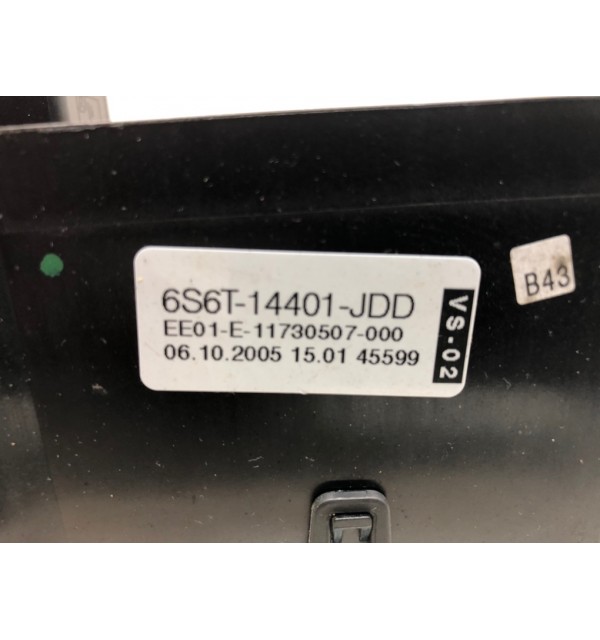 6S6T-14401-JDD
EE01-E-11730507-000
06.10.2005 15.01 45599
VS.02
B43